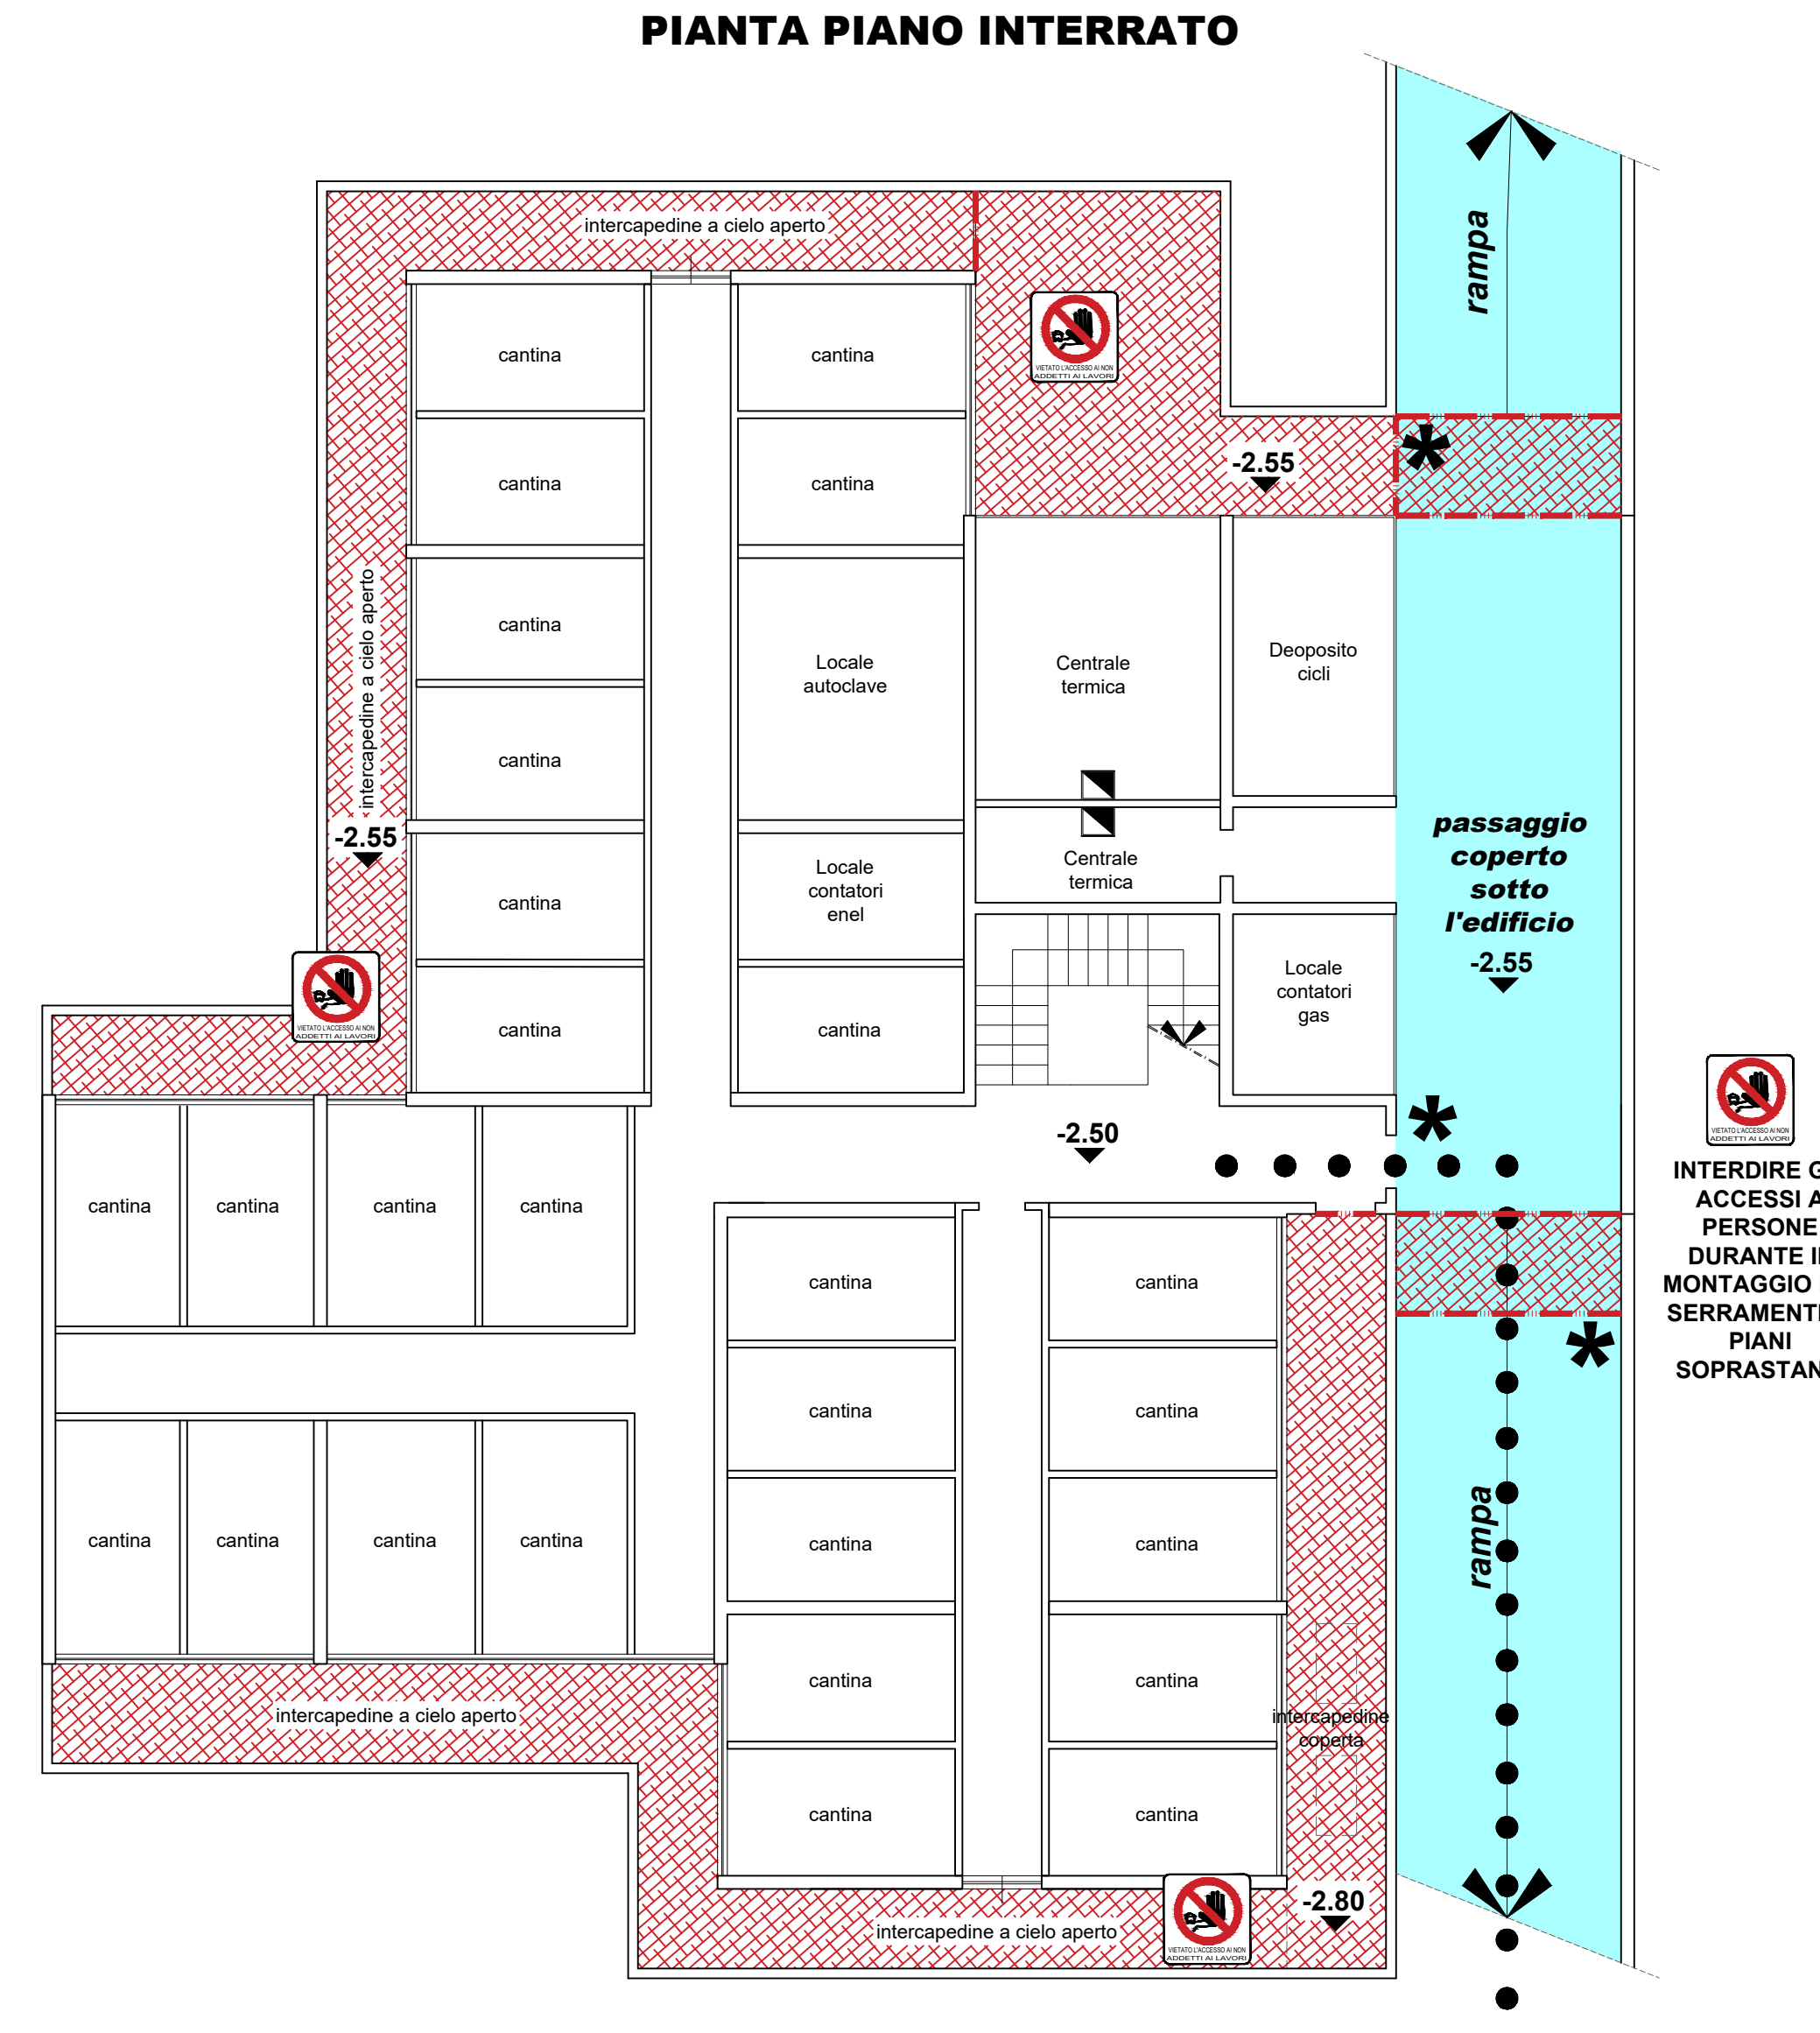 PIANTA PIANO INTERRATO
rampa
intercapedine a cielo aperto
cantina
cantina
VIETATO L'ACCESSO AI NON
ADDETTI AI LAVORI
*
cantina
cantina
-2.55
intercapedine a cielo aperto
cantina
Locale
autoclave
Centrale
termica
Deoposito
cicli
cantina
-2.55
passaggio
coperto
sotto
l'edificio
-2.55
Centrale
termica
cantina
Locale
contatori
enel
Locale
contatori
gas
VIETATO L'ACCESSO AI NON
ADDETTI AI LAVORI
cantina
cantina
*
-2.50
VIETATO L'ACCESSO AI NON
ADDETTI AI LAVORI
INTERDIRE G
ACCESSI A
PERSONE
DURANTE I
MONTAGGIO
SERRAMENTI
PIANI
SOPRASTAN
cantina
cantina
cantina
cantina
cantina
cantina
*
cantina
cantina
rampa
cantina
cantina
cantina
cantina
cantina
cantina
cantina
cantina
intercapedine a cielo aperto
intercapedine
coperta
cantina
cantina
-2.80
intercapedine a cielo aperto
VIETATO L'ACCESSO AI NON
ADDETTI AI LAVORI